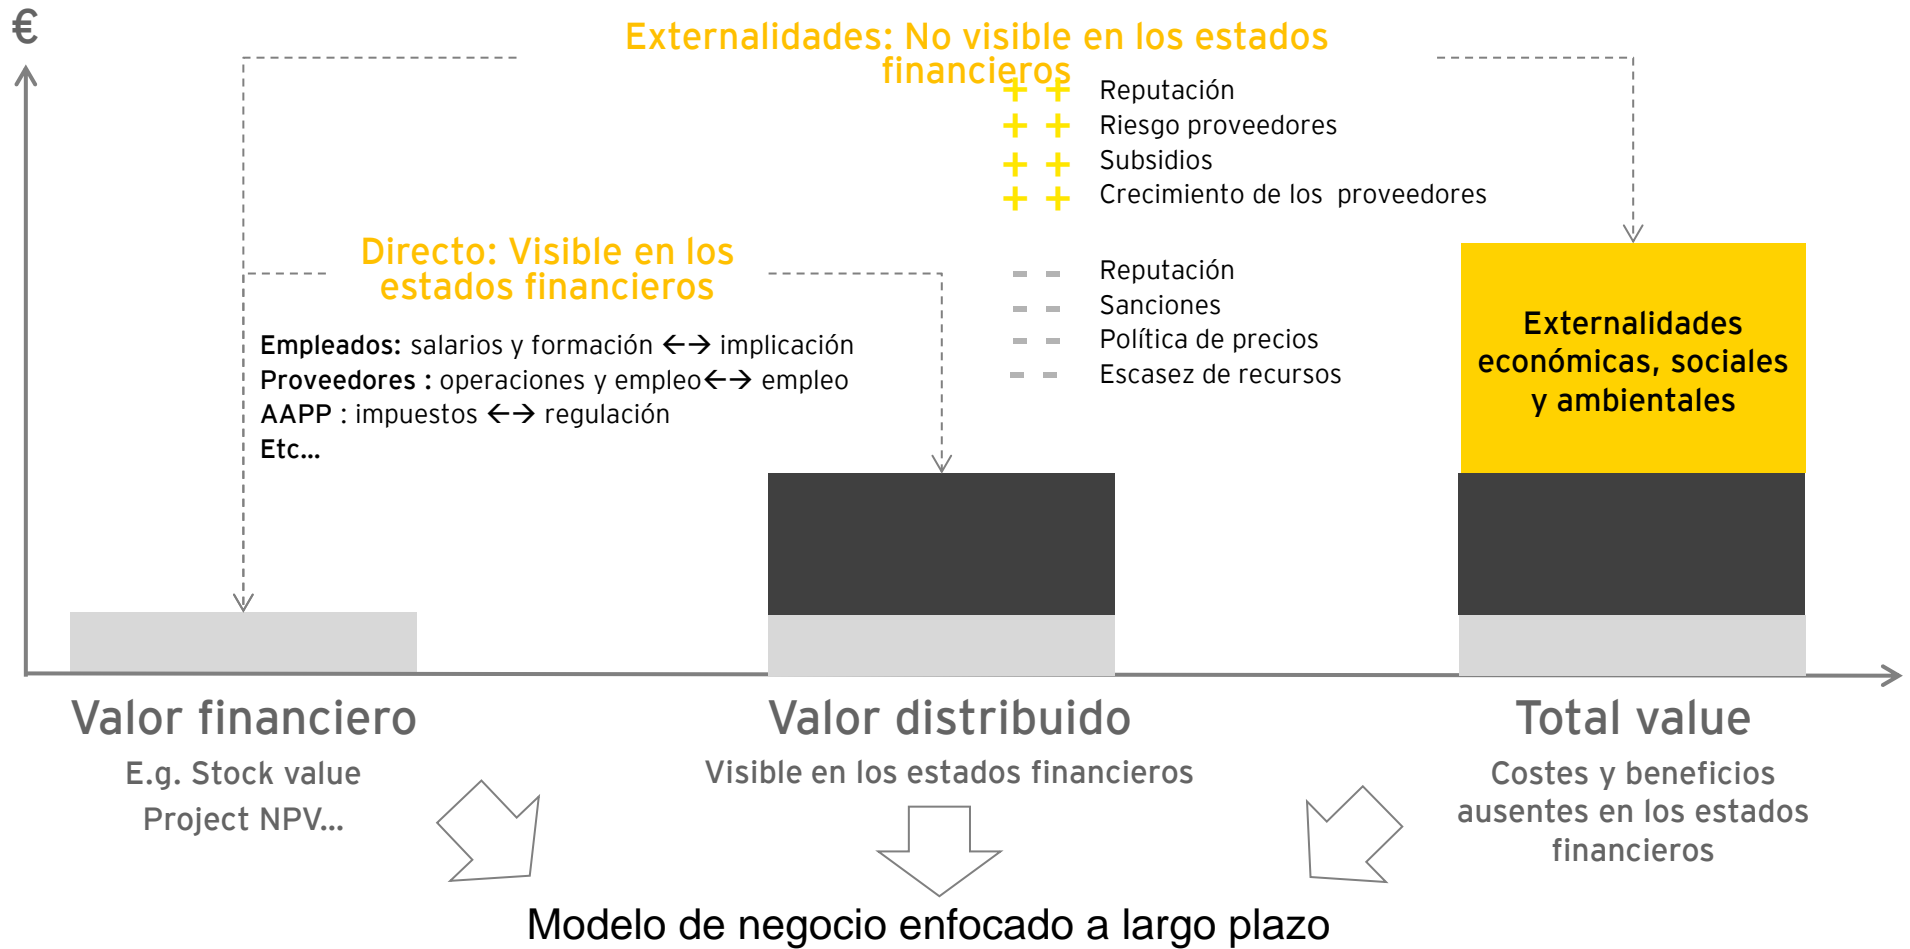 €
Externalidades: No visible en los estados
financieros
+ + Reputación
+ + Riesgo proveedores
+ + Subsidios
+ + Crecimiento de los proveedores
Directo: Visible en los
estados financieros
- - Reputación
- - Sanciones
- - Política de precios
- - Escasez de recursos
Empleados: salarios y formación ←→ implicación
Proveedores : operaciones y empleo←→ empleo
AAPP : impuestos ←→ regulación
Etc…
Externalidades
económicas, sociales
y ambientales
Valor financiero
E.g. Stock value
Project NPV…
Valor distribuido
Visible en los estados financieros
Total value
Costes y beneficios
ausentes en los estados
financieros
Modelo de negocio enfocado a largo plazo